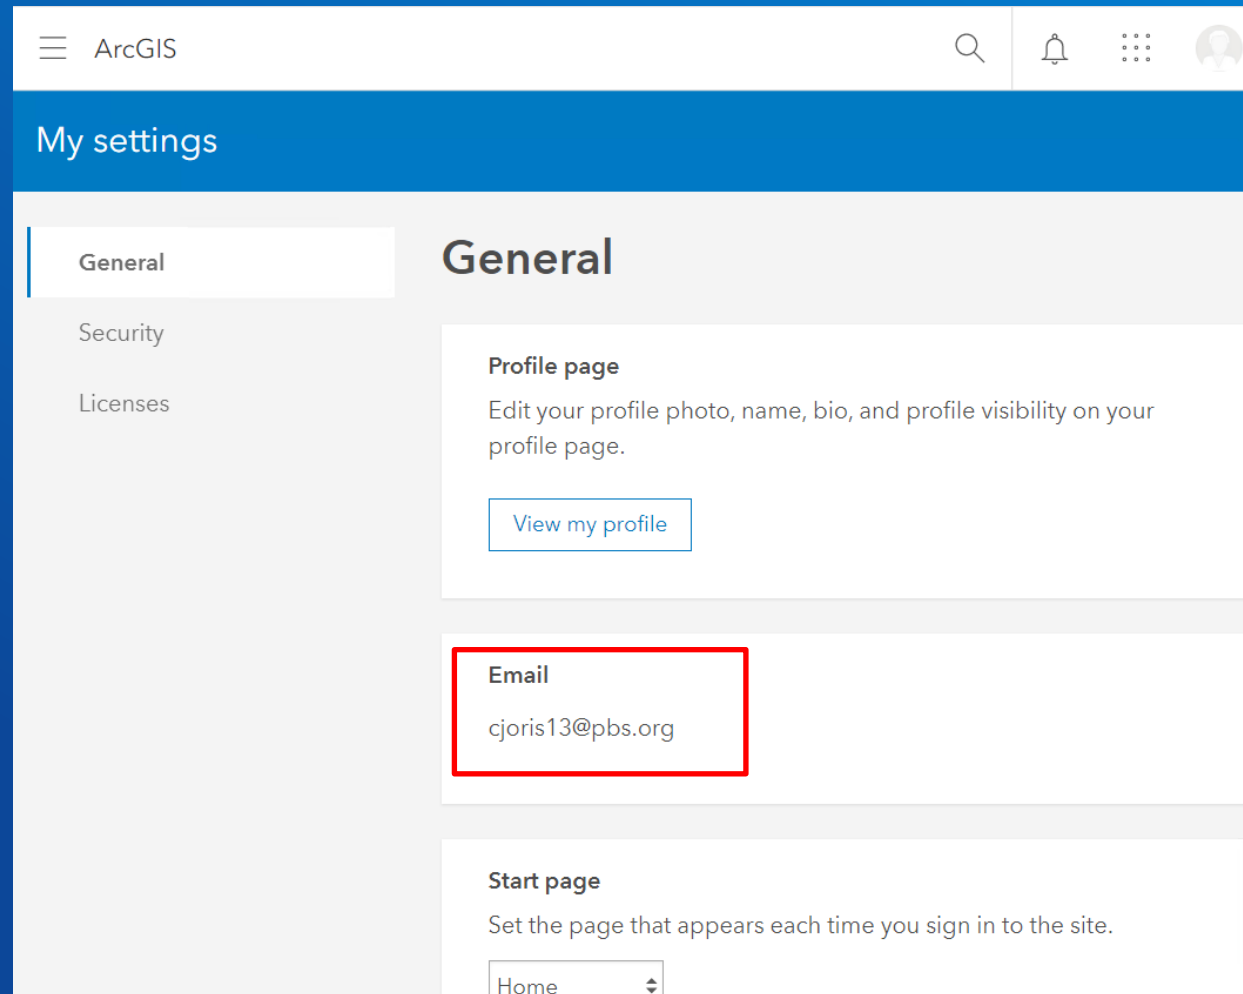 ArcGIS
My settings
General
Security
Licenses
General
Profile page
Edit your profile photo, name, bio, and profile visibility on your
profile page.
View my profile
Email
cjoris13@pbs.org
Start page
Set the page that appears each time you sign in to the site.
Home